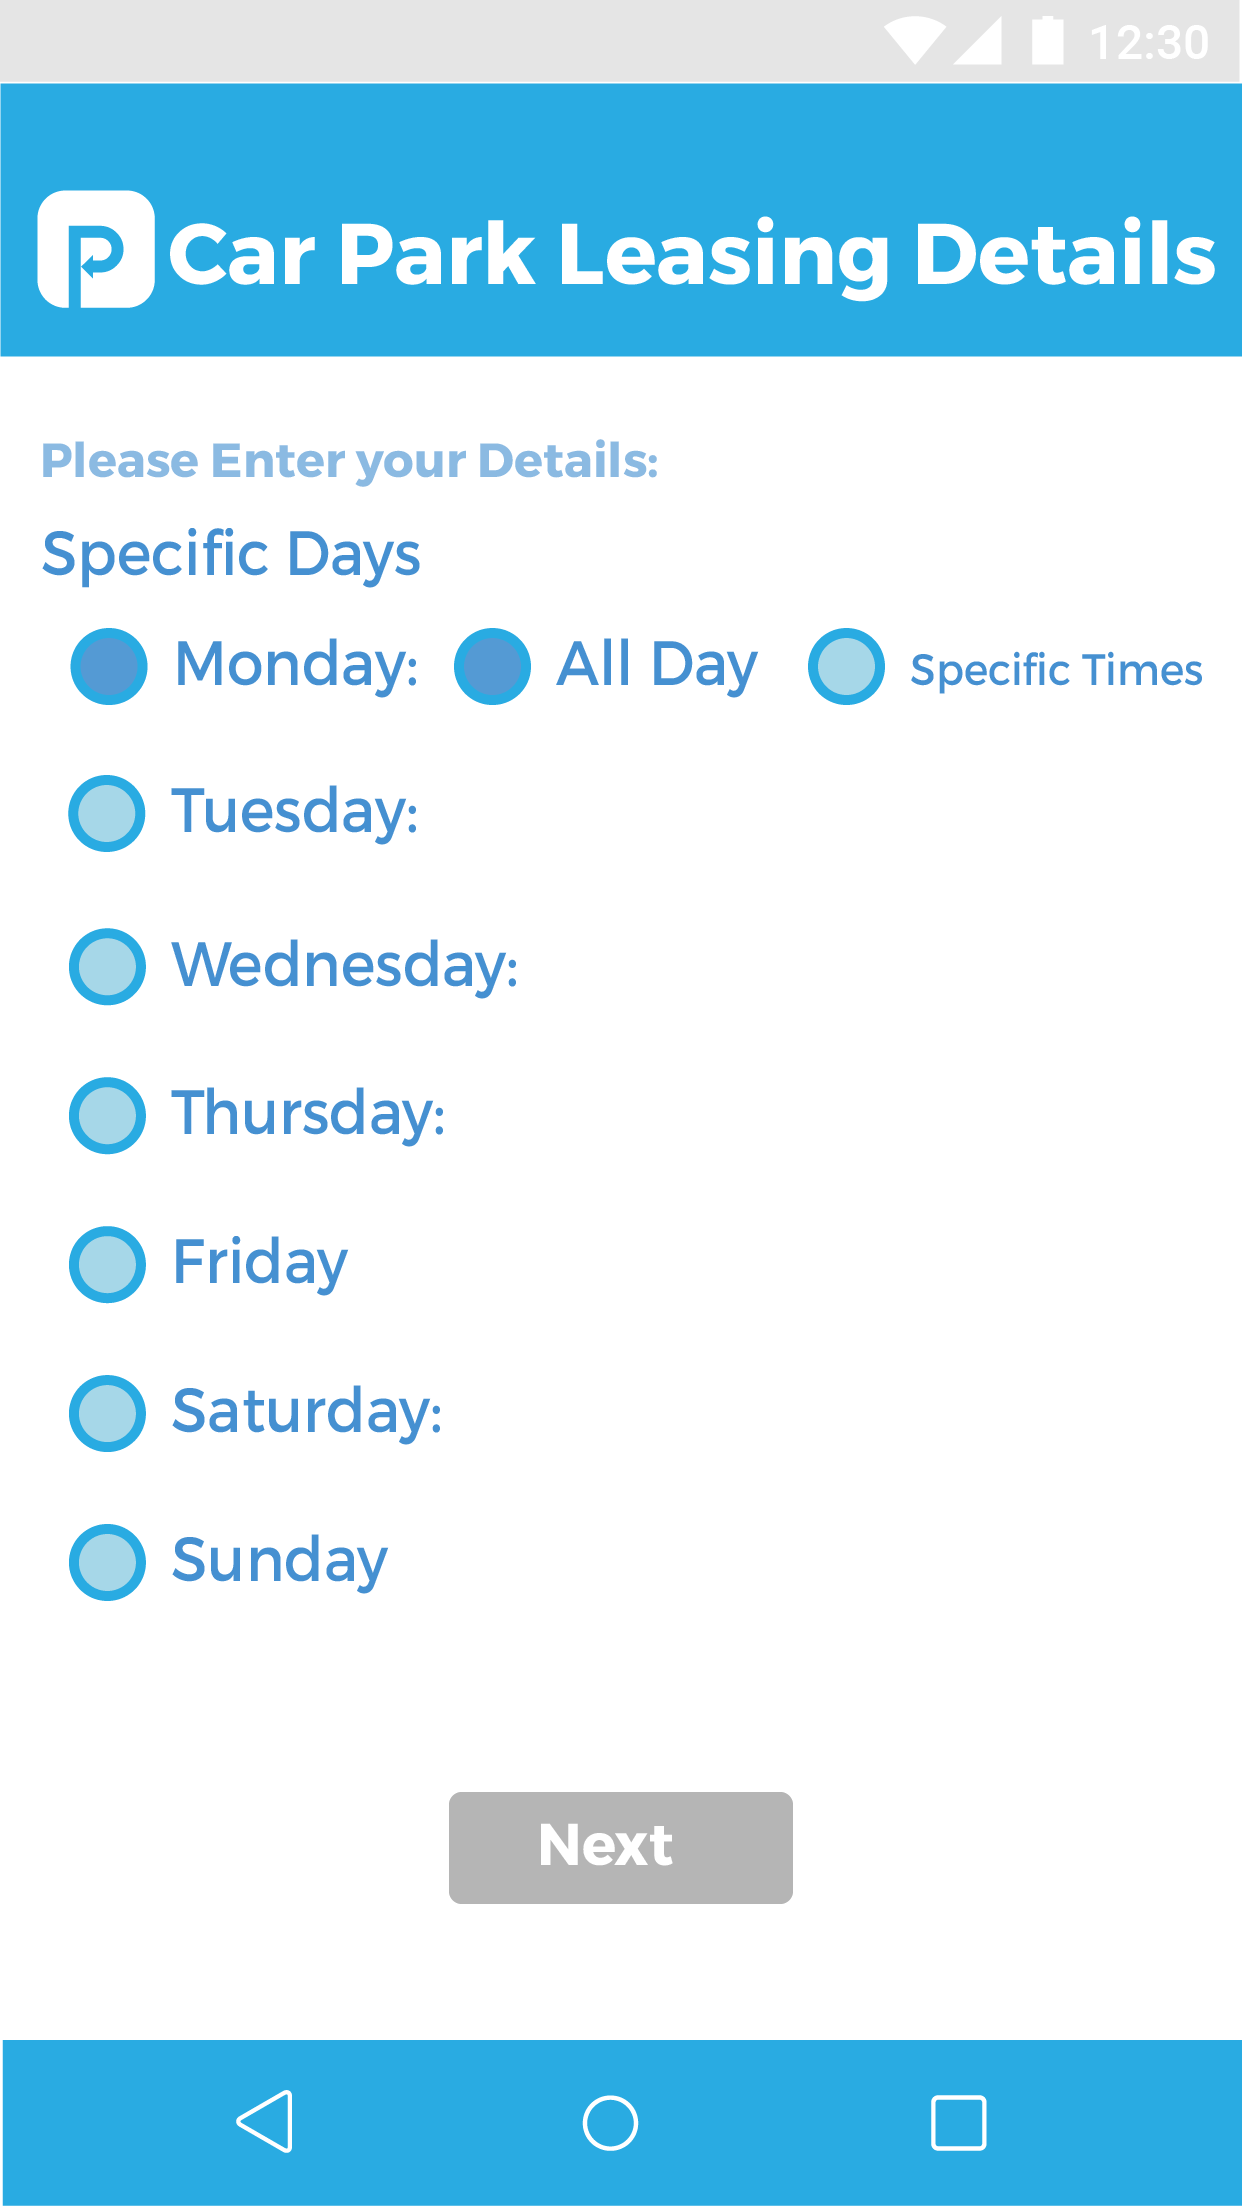 12:30
Car Park Leasing Details
Please Enter your Details:
Specific Days
Monday: All Day Specific Times
Tuesday:
Wednesday:
Thursday:
Friday
Saturday:
Sunday
Next